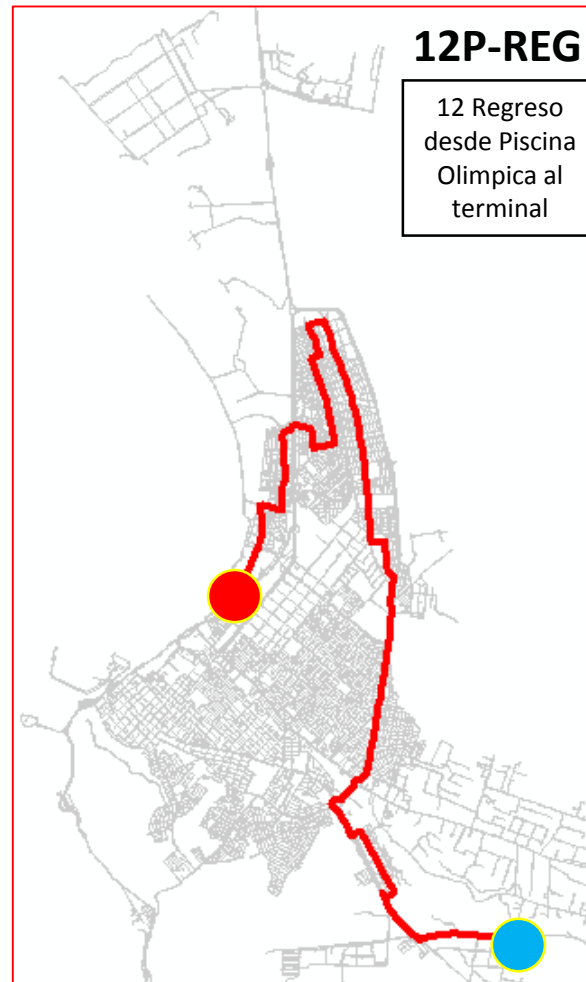 12P-REG
12 Regreso
desde Piscina
Olimpica al
terminal